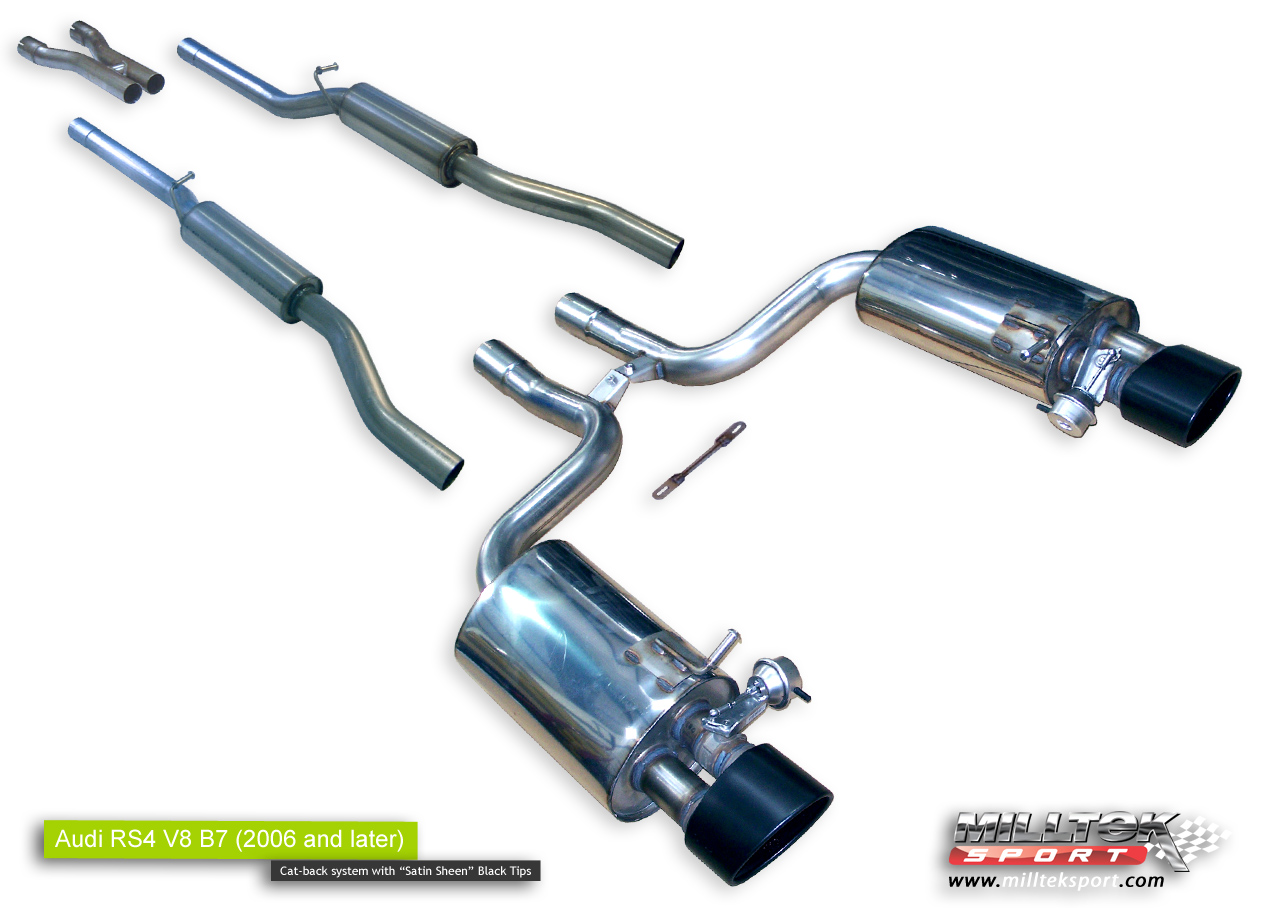 Audi RS4 V8 B7 (2006 and later)
Cat-back system with “Satin Sheen” Black Tips
MILLTEK
SPORT
www.millteksport.com